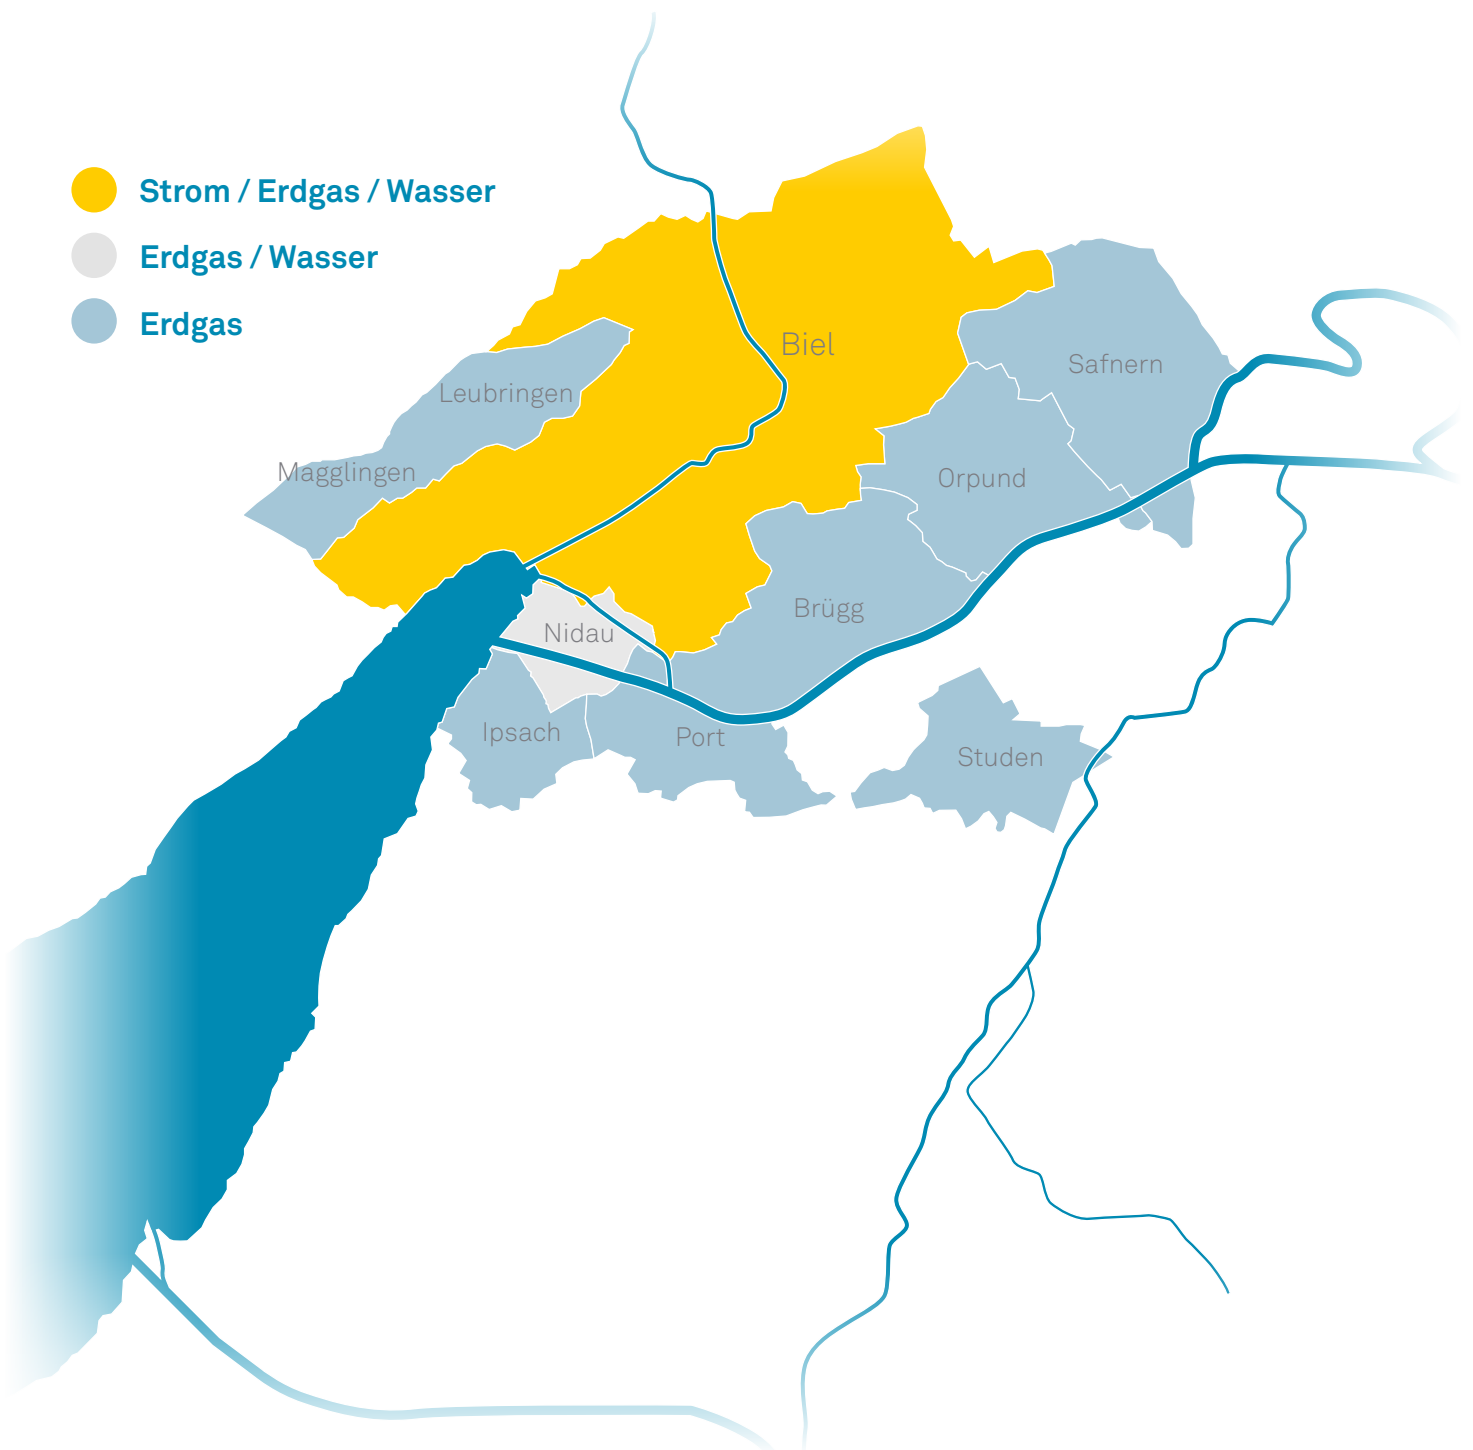 Strom / Erdgas / Wasser
Erdgas / Wasser
Erdgas
Biel
Safnern
Leubringen
Magglingen
Orpund
Brügg
Nidau
Ipsach
Port
Studen